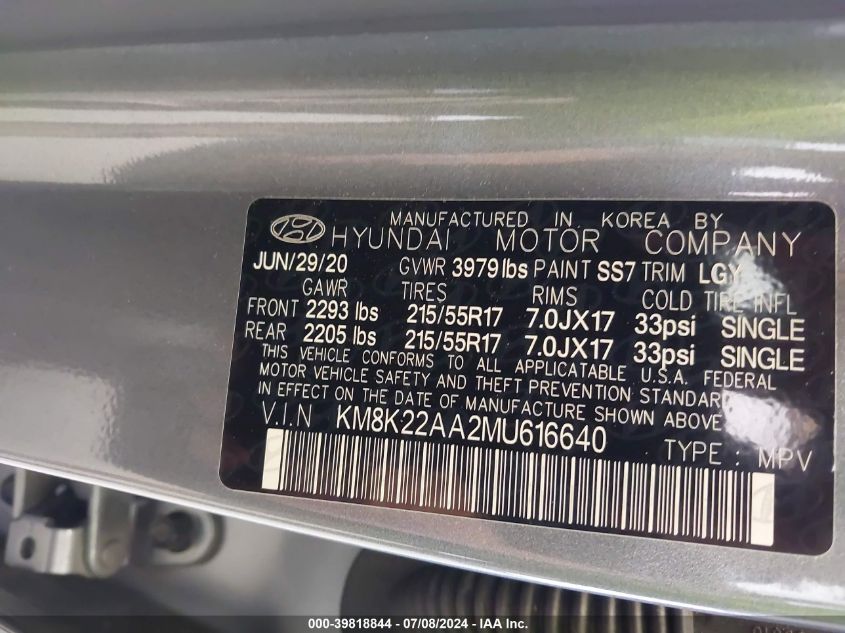 MANUFACTURED IN KOREA BY
HYUNDAI MOTOR COMPANY
JUN/29/20 GVWR 3979 lbs PAINT SS7 TRIM LGY
GAWR TIRES RIMS COLD TIRE INFL
FRONT 2293 lbs 215/55R17 7.0JX17 33psi SINGLE
REAR 2205 lbs 215/55R17 7.0JX17 33psi SINGLE
THIS VEHICLE CONFORMS TO ALL APPLICATABLE U.S.A. FEDERAL
MOTOR VEHICLE SAFETY AND THEFT PREVENTION STANDARD
IN EFFECT ON THE DATE OF MANUFACTURE SHOWN ABOVE
V.I.N KM8K22AA2MU616640 TYPE : MPV
000-39818844 / 07/08/2024 - IAA Inc.